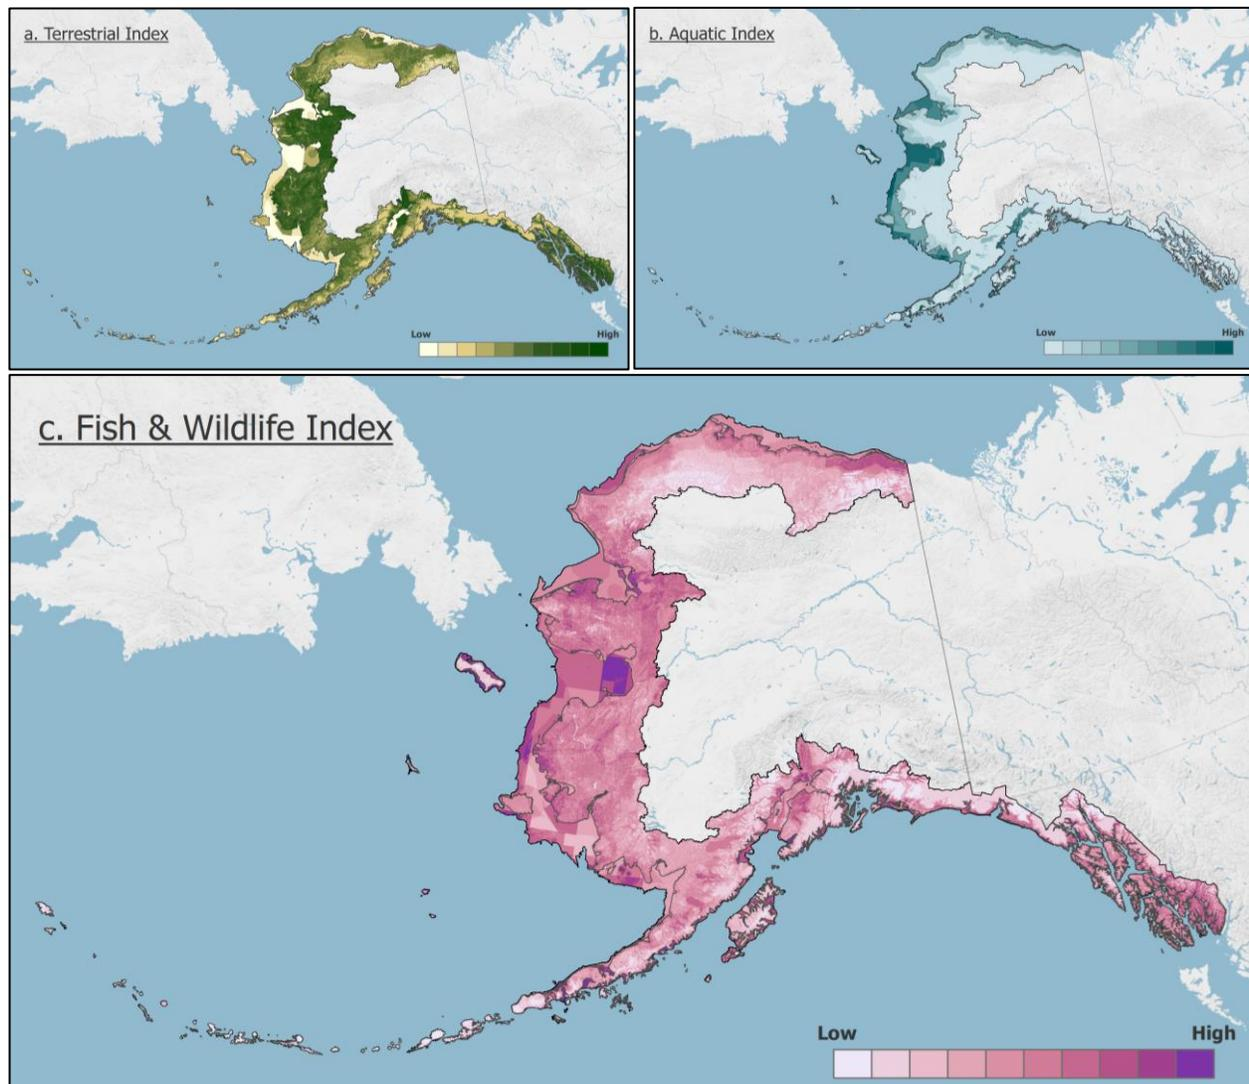 a. Terrestrial Index
Low High
b. Aquatic Index
Low High
c. Fish & Wildlife Index
Low High